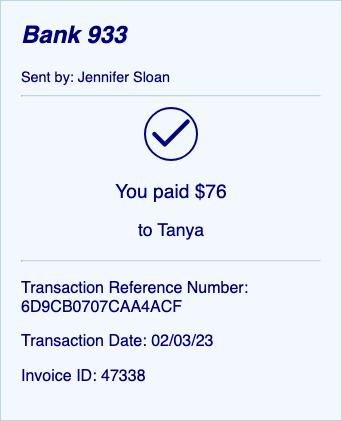 Bank 933
Sent by: Jennifer Sloan
You paid $76
to Tanya
Transaction Reference Number:
6D9CB0707CAA4ACF
Transaction Date: 02/03/23
Invoice ID: 47338